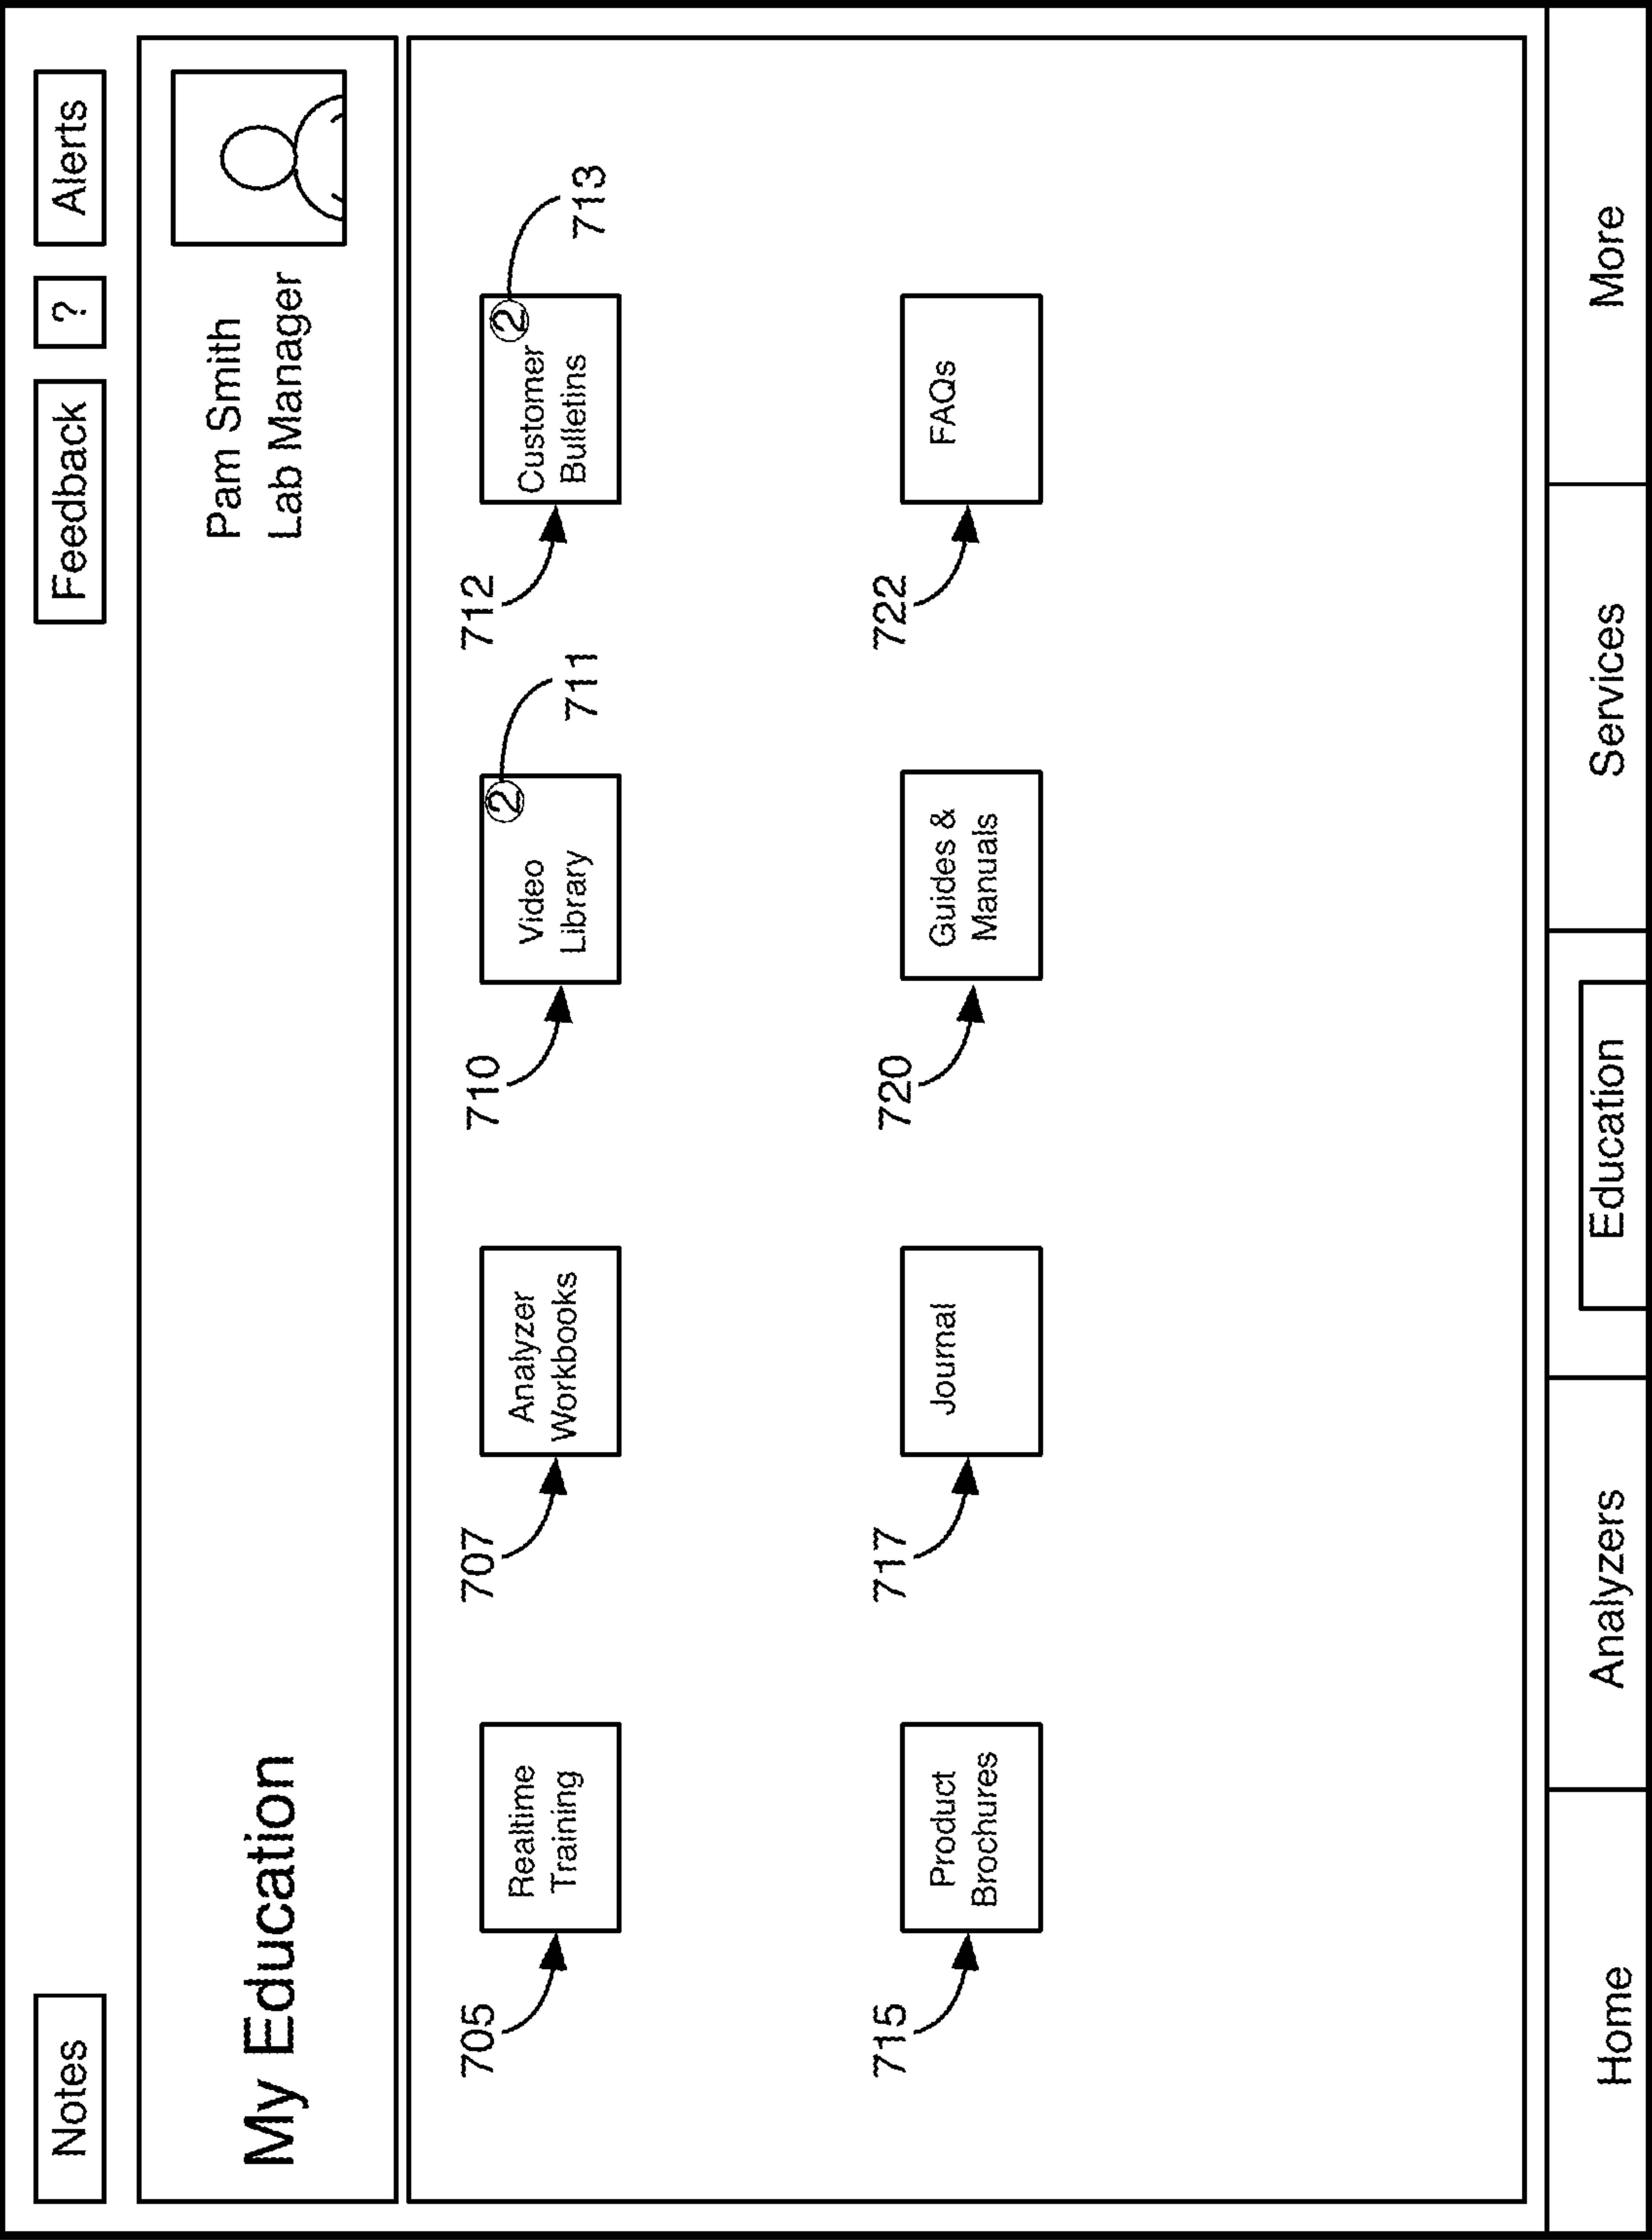 Notes
Feedback
?
Alerts
My Education
Pam Smith
Lab Manager
705
Realtime
Training
707
Analyzer
Workbooks
710
Video
Library
2
711
712
Customer
Bulletins
2
713
715
Product
Brochures
717
Journal
720
Guides &
Manuals
722
FAQs
Home
Analyzers
Education
Services
More